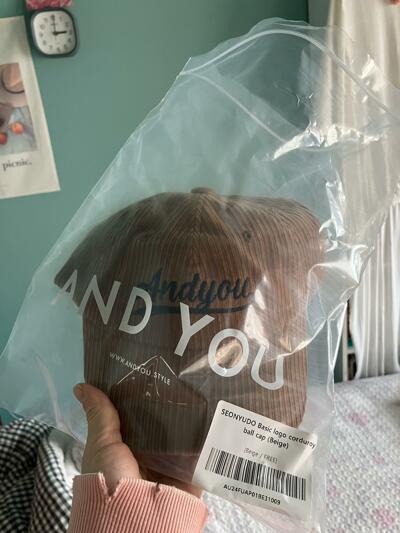 picnic.
Andyou
AND YOU
WWW.ANDYOU.STYLE
SEONYUDO Basic logo corduroy
ball cap (Beige)
[Beige / FREE]
AU24FUAP01BE31009